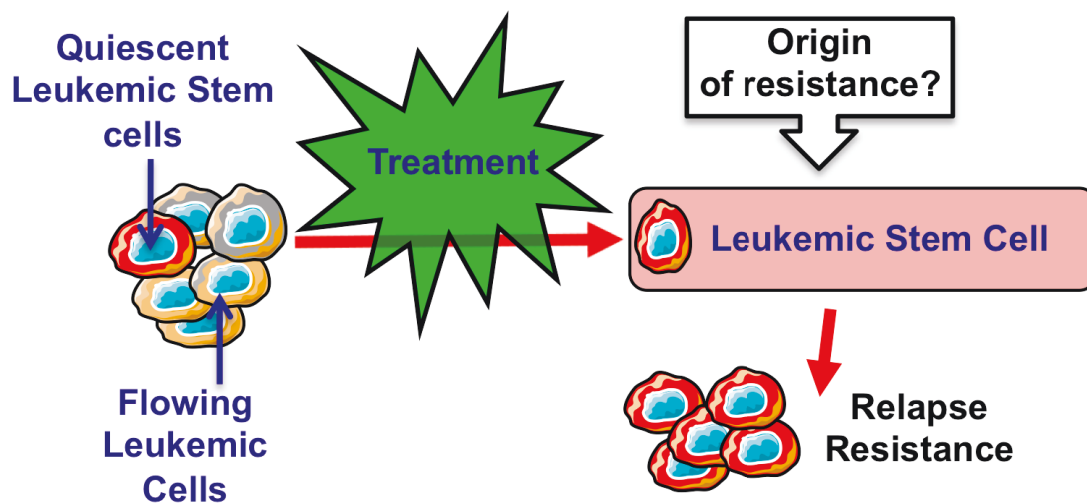 Quiescent
Leukemic Stem
cells
Treatment
Origin
of resistance?
Leukemic Stem Cell
Flowing
Leukemic
Cells
Relapse
Resistance